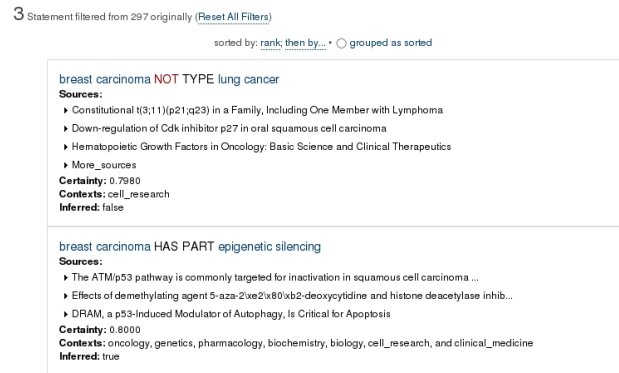 3 Statement filtered from 297 originally (Reset All Filters)
sorted by: rank; then by... • grouped as sorted
breast carcinoma NOT TYPE lung cancer
Sources:
Constitutional t(3;11)(p21;q23) in a Family, Including One Member with Lymphoma
Down-regulation of Cdk inhibitor p27 in oral squamous cell carcinoma
Hematopoietic Growth Factors in Oncology: Basic Science and Clinical Therapeutics
More_sources
Certainty: 0.7980
Contexts: cell_research
Inferred: false
breast carcinoma HAS PART epigenetic silencing
Sources:
The ATM/p53 pathway is commonly targeted for inactivation in squamous cell carcinoma ...
Effects of demethylating agent 5-aza-2\xe2\x80\xb2-deoxycytidine and histone deacetylase inhib...
DRAM, a p53-Induced Modulator of Autophagy, Is Critical for Apoptosis
Certainty: 0.8000
Contexts: oncology, genetics, pharmacology, biochemistry, biology, cell_research, and clinical_medicine
Inferred: true